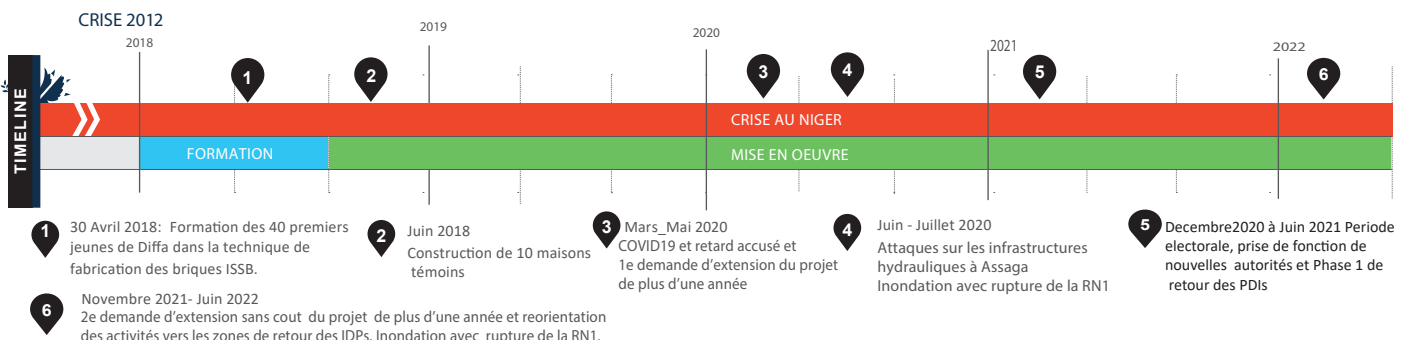 CRISE 2012
2018
2019
2020
2021
2022
TIMELINE
1
2
3
4
5
6
CRISE AU NIGER
FORMATION
MISE EN OEUVRE
1
30 Avril 2018: Formation des 40 premiers
jeunes de Diffa dans la technique de
fabrication des briques ISSB.
2
Juin 2018
Construction de 10 maisons
témoins
3
Mars_Mai 2020
COVID19 et retard accusé et
1e demande d'extension du projet
de plus d'une année
4
Juin - Juillet 2020
Attaques sur les infrastructures
hydrauliques à Assaga
Inondation avec rupture de la RN1
5
Decembre2020 à Juin 2021 Periode
electorale, prise de fonction de
nouvelles autorités et Phase 1 de
retour des PDIs
6
Novembre 2021- Juin 2022
2e demande d'extension sans cout du projet de plus d'une année et reorientation
des activités vers les zones de retour des IDPs. Inondation avec rupture de la RN1.